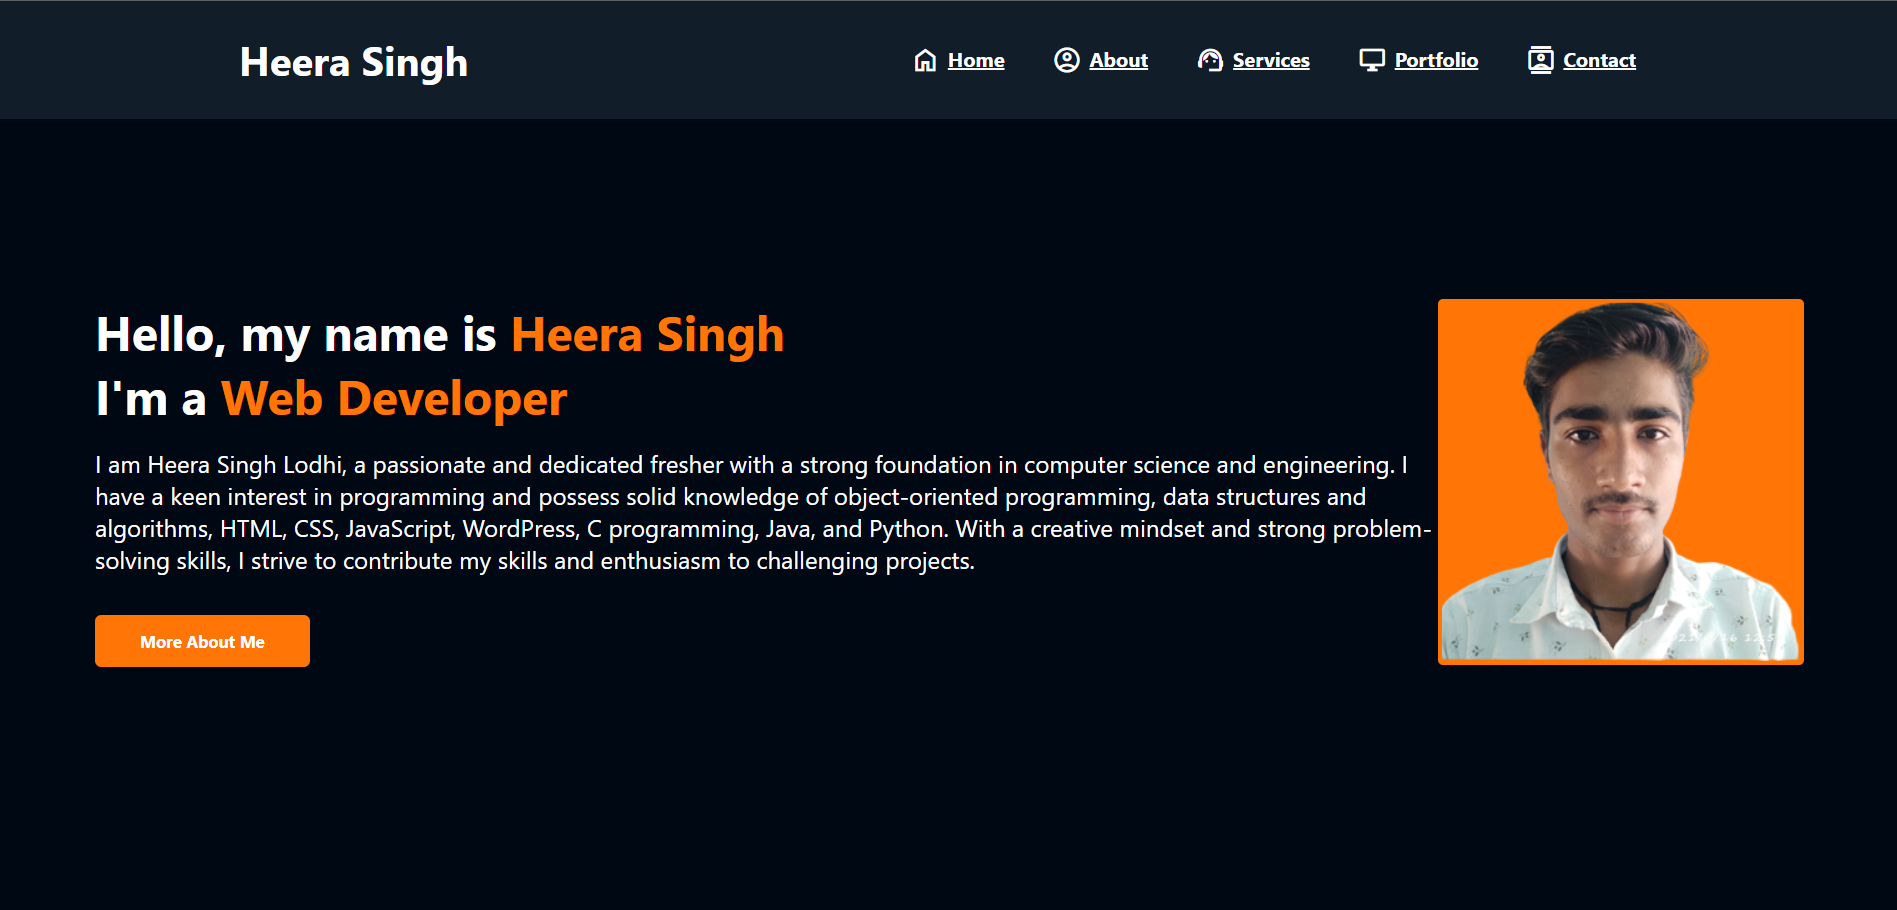 Heera Singh
Home About Services Portfolio Contact
Hello, my name is Heera Singh
I'm a Web Developer
I am Heera Singh Lodhi, a passionate and dedicated fresher with a strong foundation in computer science and engineering. I
have a keen interest in programming and possess solid knowledge of object-oriented programming, data structures and
algorithms, HTML, CSS, JavaScript, WordPress, C programming, Java, and Python. With a creative mindset and strong problem-
solving skills, I strive to contribute my skills and enthusiasm to challenging projects.
More About Me